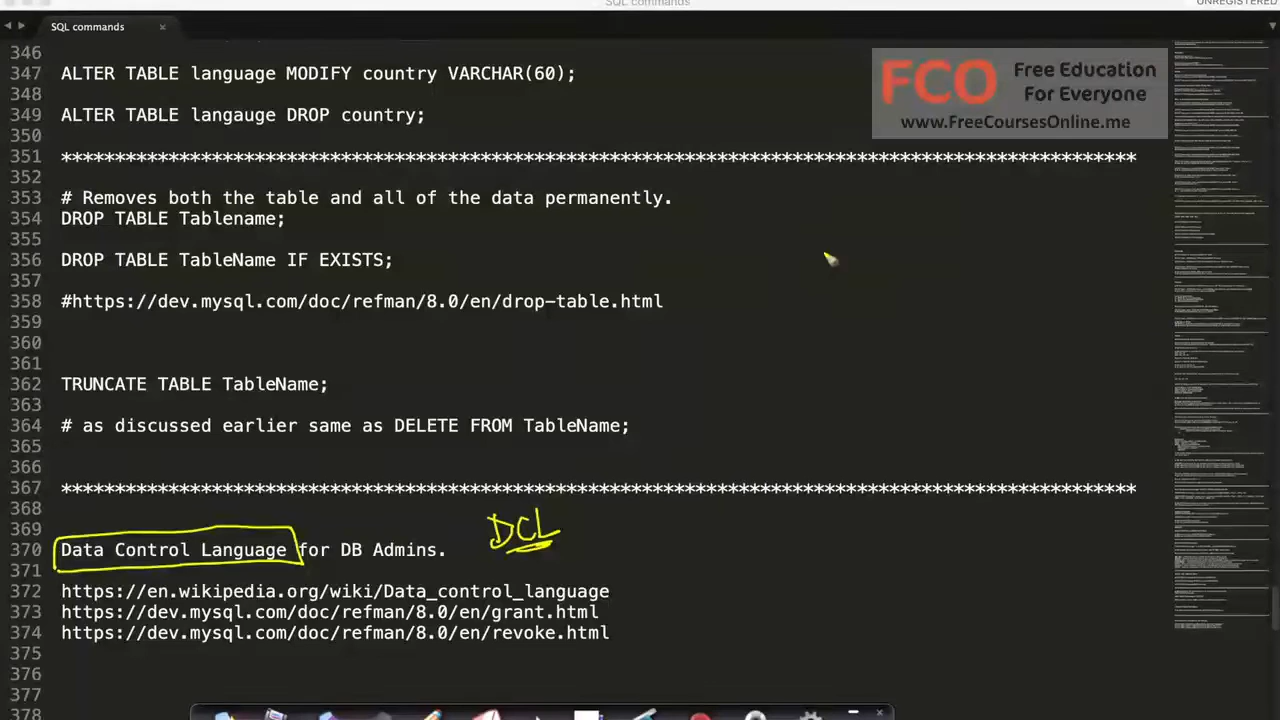 SQL commands
UNREGISTERED
SQL commands
346
347 ALTER TABLE language MODIFY country VARCHAR(60);
348
349 ALTER TABLE langauge DROP country;
350
351 ****************************************************************************************************
352
353 # Removes both the table and all of the data permanently.
354 DROP TABLE Tablename;
355
356 DROP TABLE TableName IF EXISTS;
357
358 #https://dev.mysql.com/doc/refman/8.0/en/drop-table.html
359
360
361
362 TRUNCATE TABLE TableName;
363
364 # as discussed earlier same as DELETE FROM TableName;
365
366
367 ****************************************************************************************************
368
369
370 Data Control Language for DB Admins.
DCL
371
372 https://en.wikipedia.org/wiki/Data_control_language
373 https://dev.mysql.com/doc/refman/8.0/en/grant.html
374 https://dev.mysql.com/doc/refman/8.0/en/revoke.html
375
376
377
378
FCO Free Education
For Everyone
www.FreeCoursesOnline.me